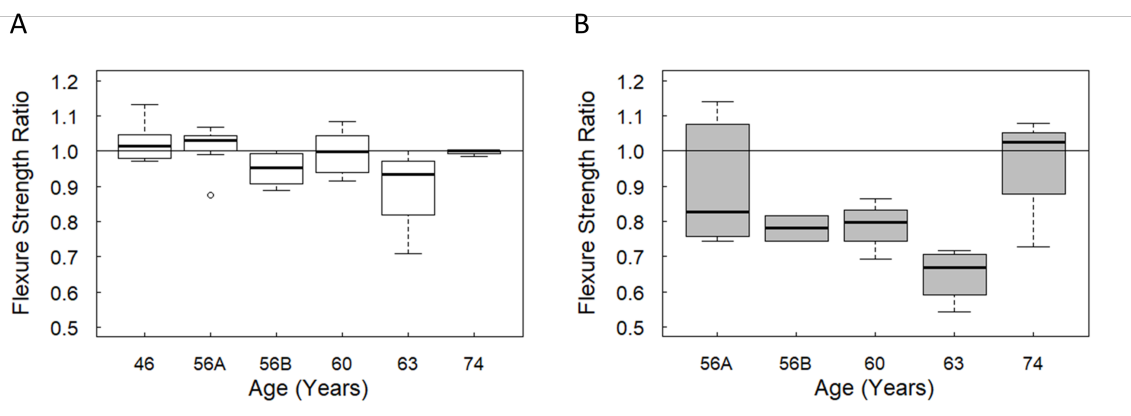 A
Flexure Strength Ratio
1.2
1.1
1.0
0.9
0.8
0.7
0.6
0.5
46 56A 56B 60 63 74
Age (Years)
B
Flexure Strength Ratio
1.2
1.1
1.0
0.9
0.8
0.7
0.6
0.5
56A 56B 60 63 74
Age (Years)